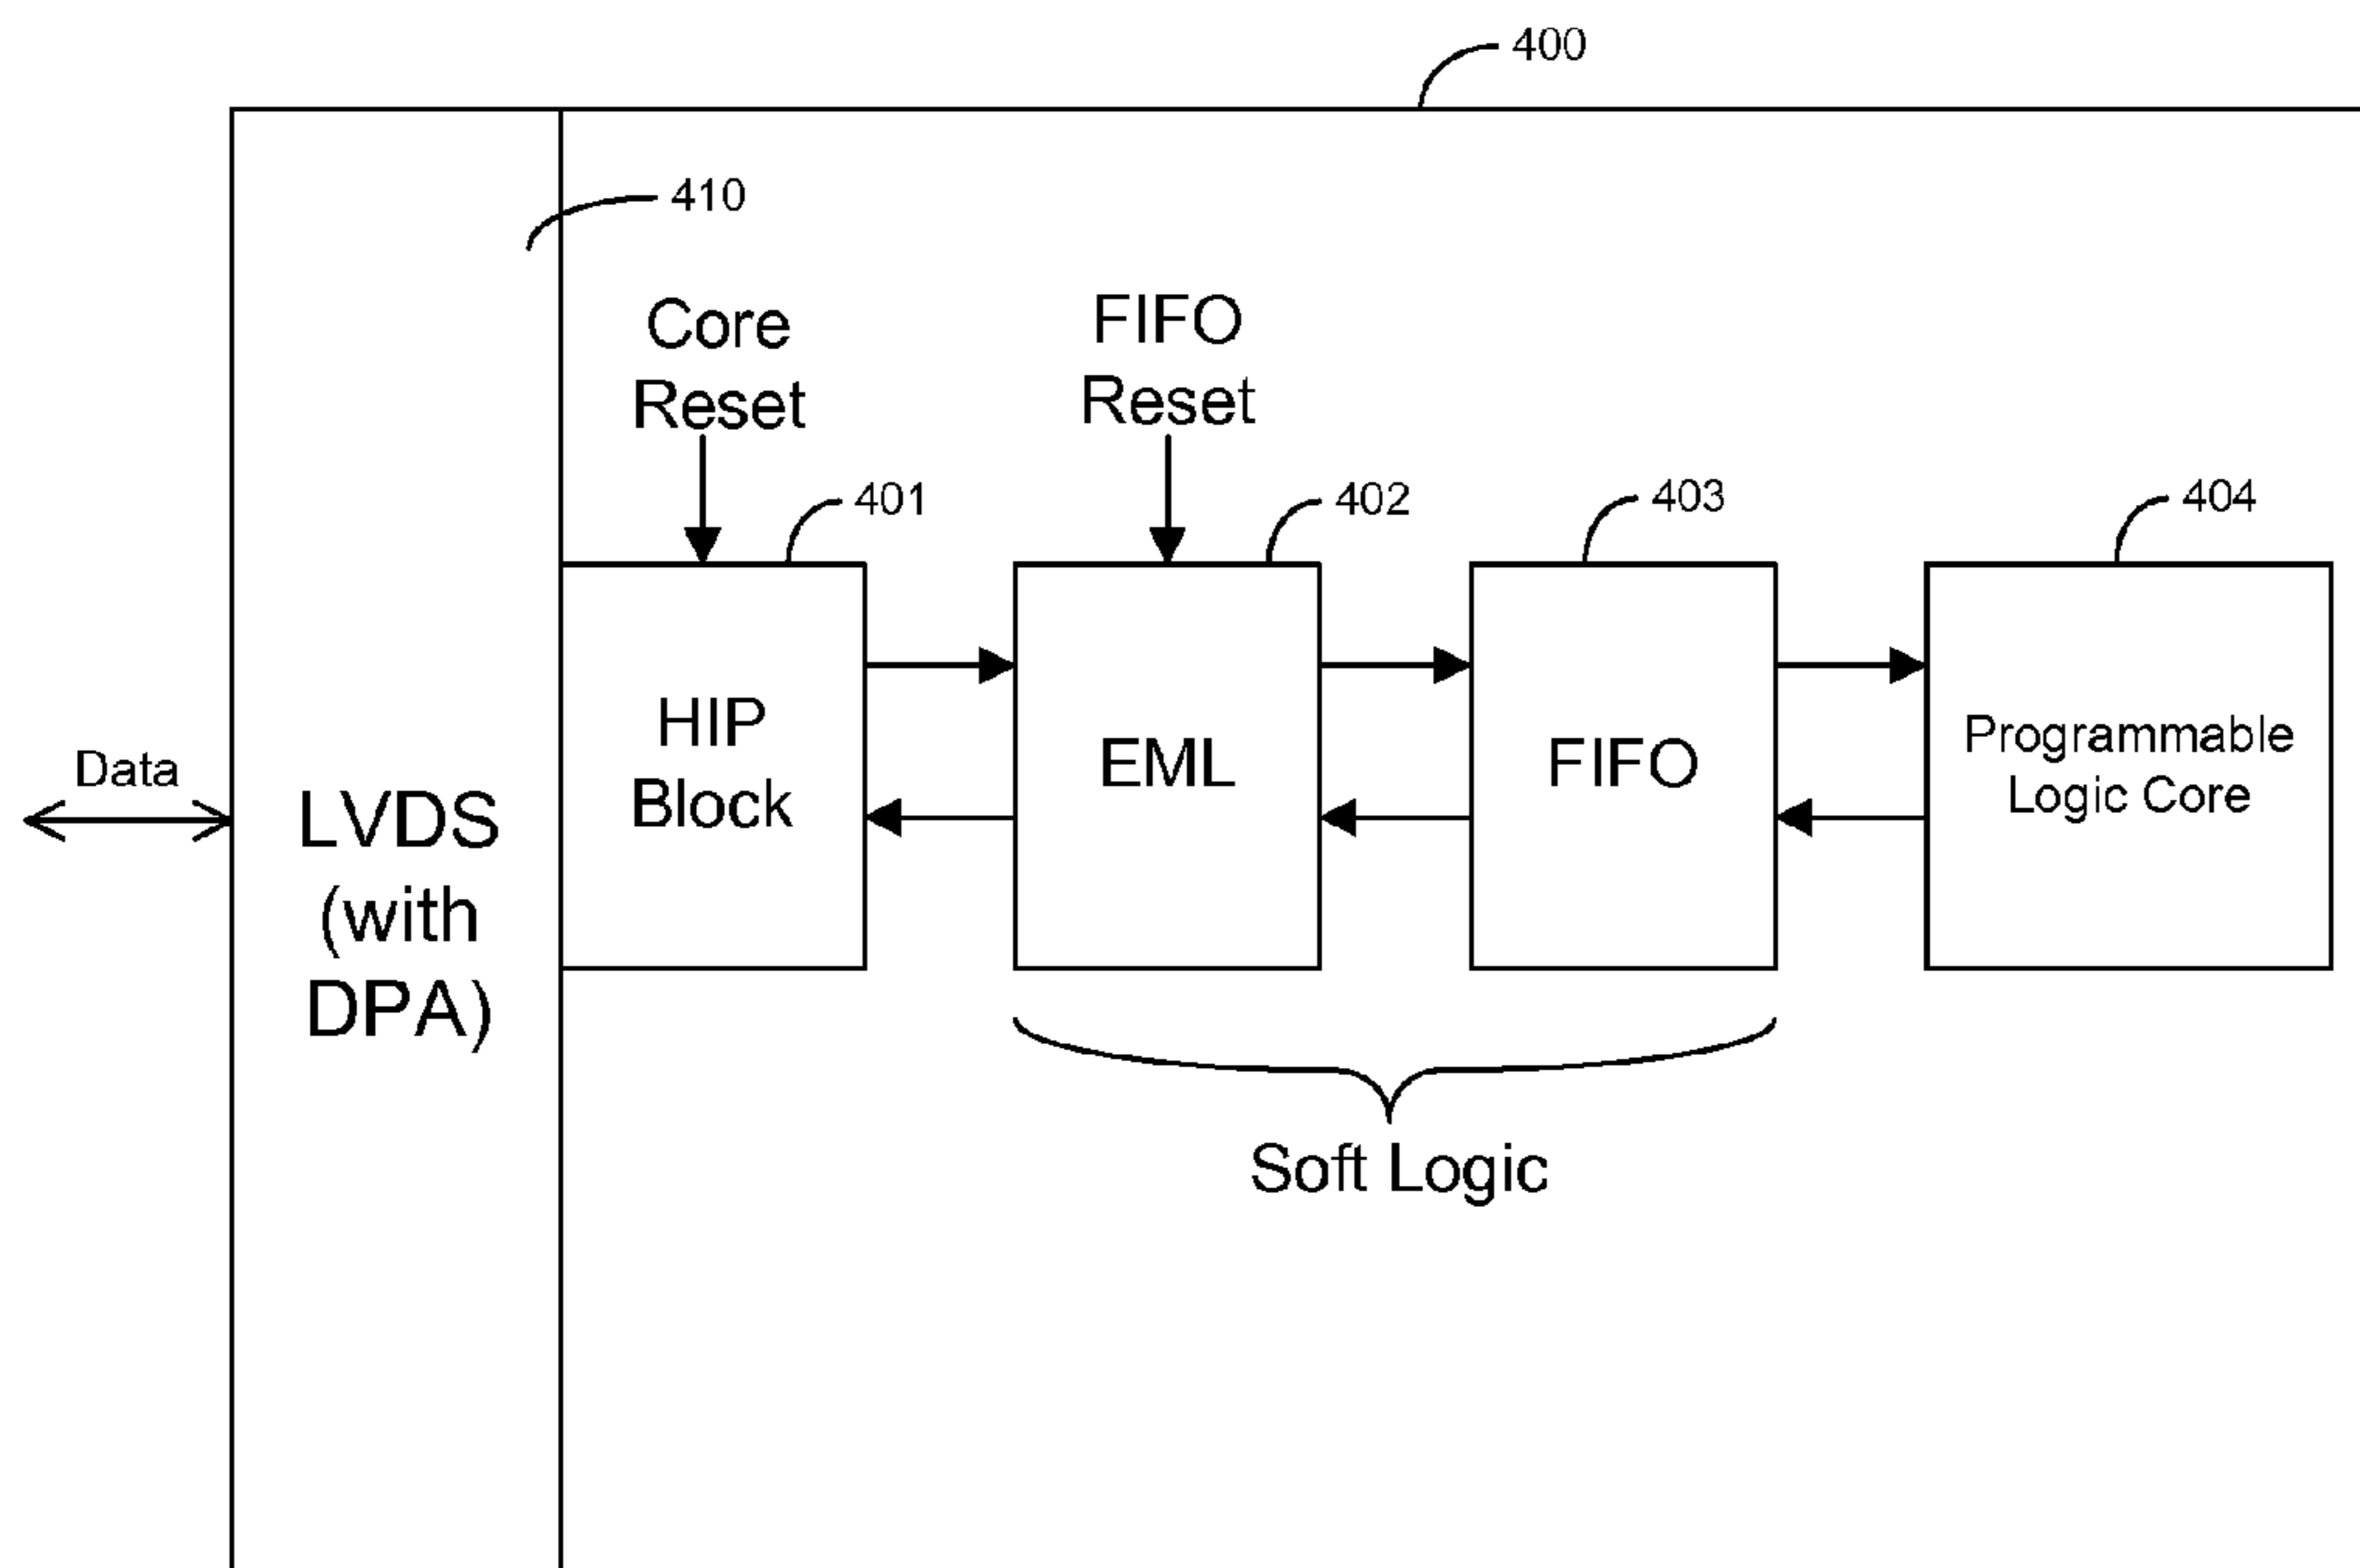 400
410
Core
Reset
FIFO
Reset
401
402
403
404
HIP
Block
EML
FIFO
Programmable
Logic Core
Data
LVDS
(with
DPA)
Soft Logic